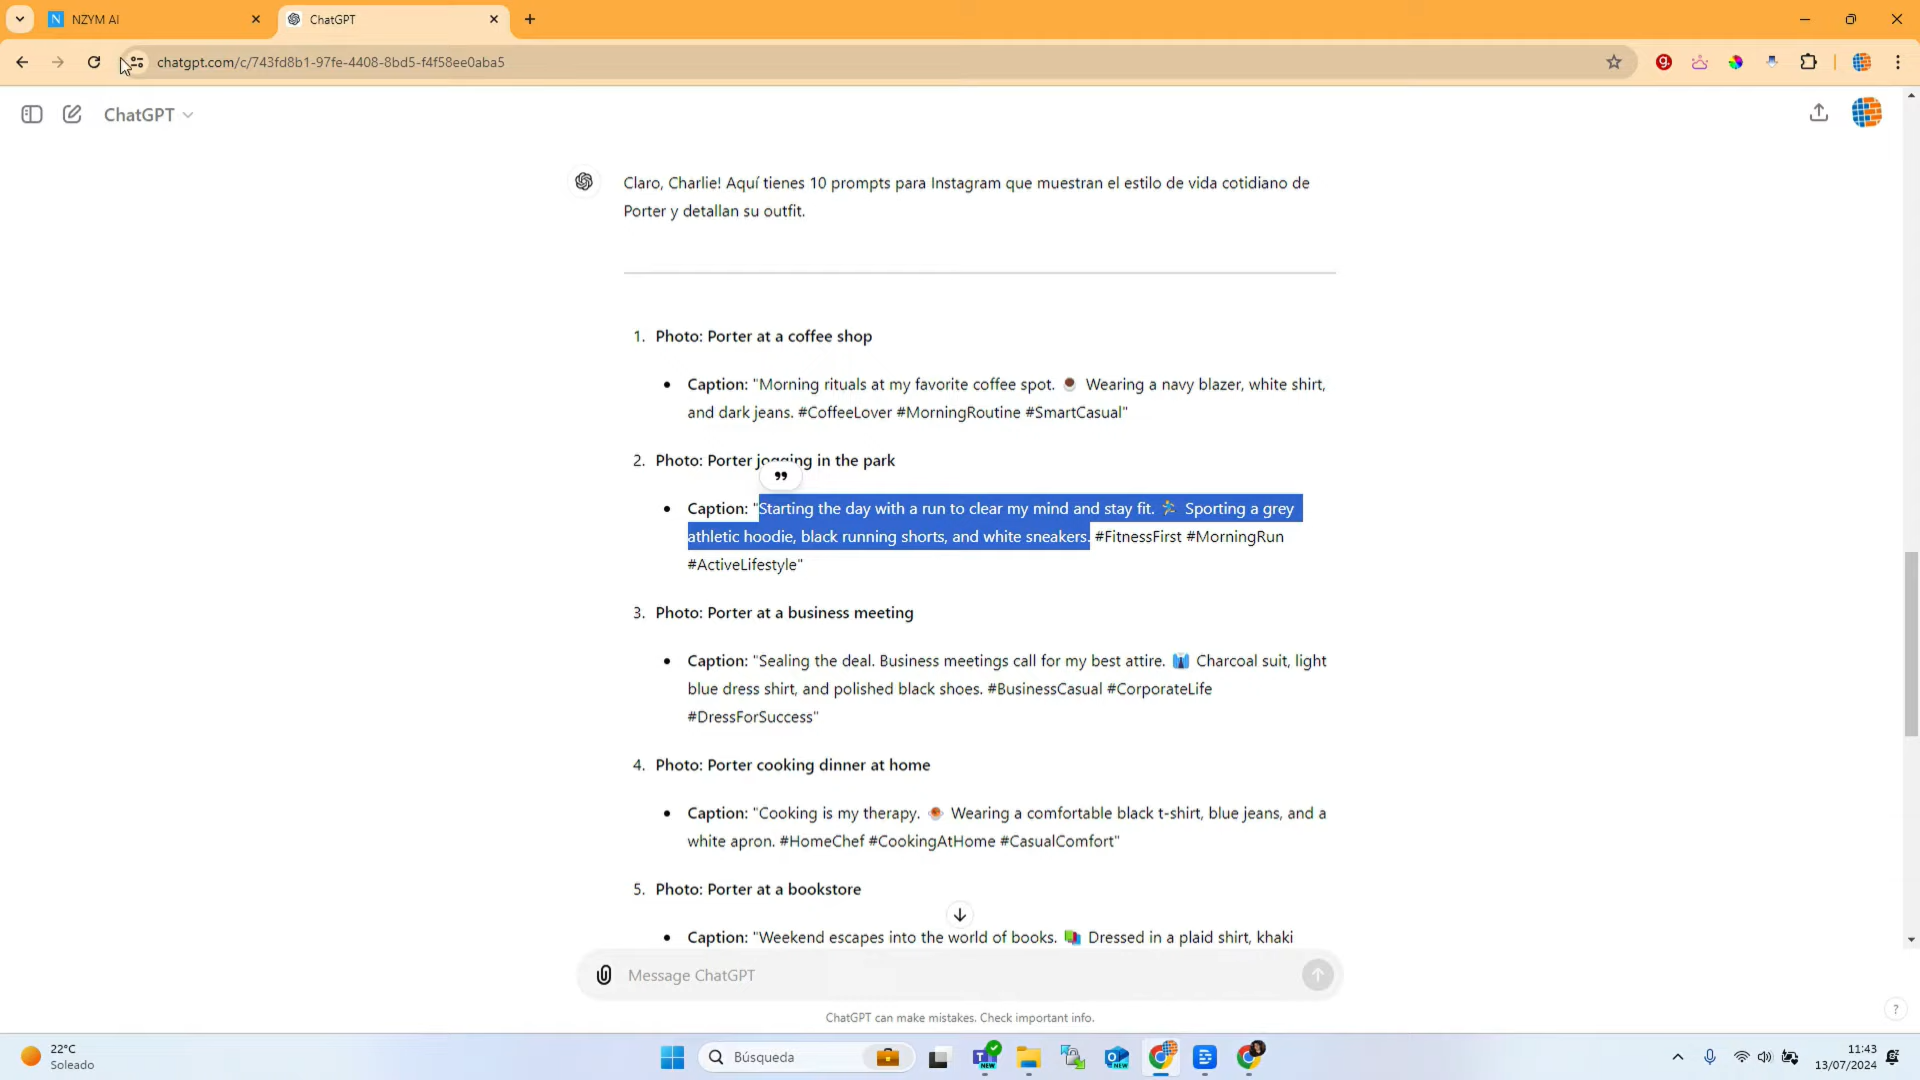 NZYM AI
ChatGPT
chatgpt.com/c/743fd8b1-97fe-4408-8bd5-f4f58ee0aba5
ChatGPT
Claro, Charlie! Aquí tienes 10 prompts para Instagram que muestran el estilo de vida cotidiano de
Porter y detallan su outfit.
1. Photo: Porter at a coffee shop
• Caption: "Morning rituals at my favorite coffee spot. ☕ Wearing a navy blazer, white shirt,
and dark jeans. #CoffeeLover #MorningRoutine #SmartCasual"
2. Photo: Porter jogging in the park
• Caption: "Starting the day with a run to clear my mind and stay fit. 🏃 Sporting a grey
athletic hoodie, black running shorts, and white sneakers. #FitnessFirst #MorningRun
#ActiveLifestyle"
3. Photo: Porter at a business meeting
• Caption: "Sealing the deal. Business meetings call for my best attire. 👔 Charcoal suit, light
blue dress shirt, and polished black shoes. #BusinessCasual #CorporateLife
#DressForSuccess"
4. Photo: Porter cooking dinner at home
• Caption: "Cooking is my therapy. 🍲 Wearing a comfortable black t-shirt, blue jeans, and a
white apron. #HomeChef #CookingAtHome #CasualComfort"
5. Photo: Porter at a bookstore
• Caption: "Weekend escapes into the world of books. 📚 Dressed in a plaid shirt, khaki
Message ChatGPT
ChatGPT can make mistakes. Check important info.
?
22°C
Soleado
Búsqueda
NEW
NEW
11:43
13/07/2024